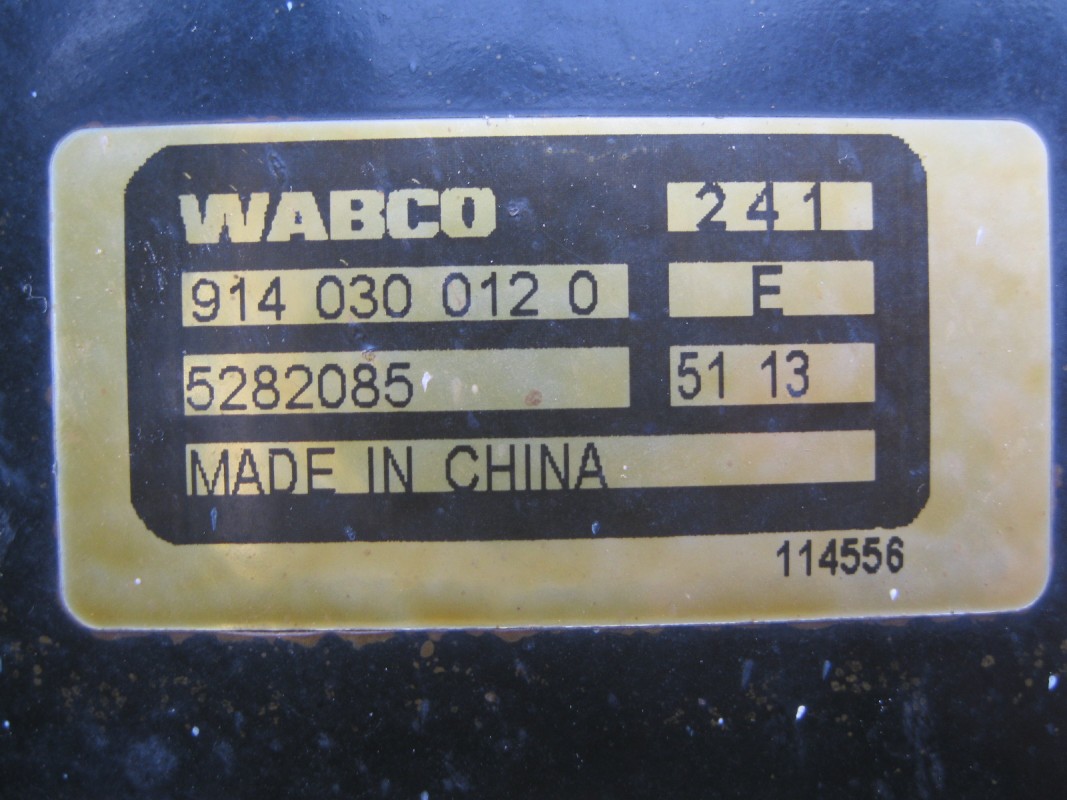 WABCO 241
914 030 012 0 E
5282085 51 13
MADE IN CHINA
114556